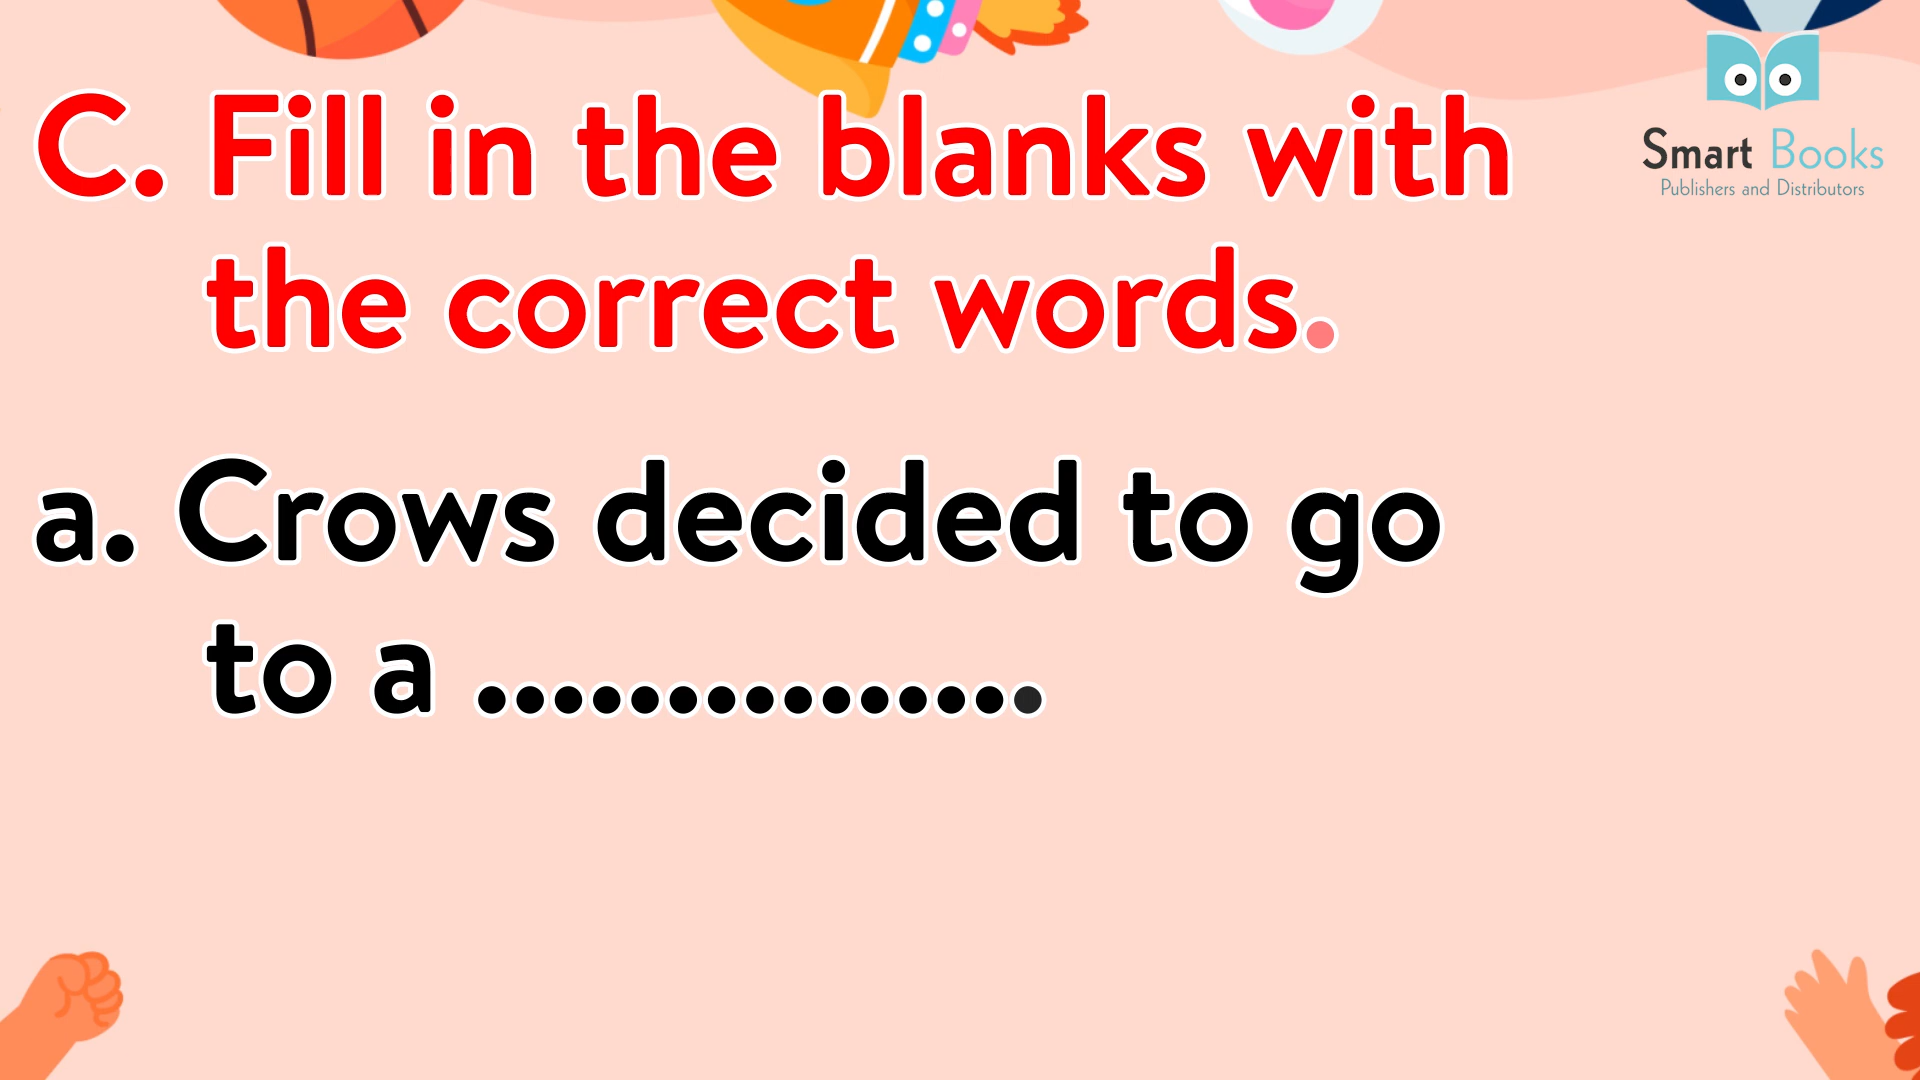 C. Fill in the blanks with
the correct words.
a. Crows decided to go
to a ...............
Smart Books
Publishers and Distributors